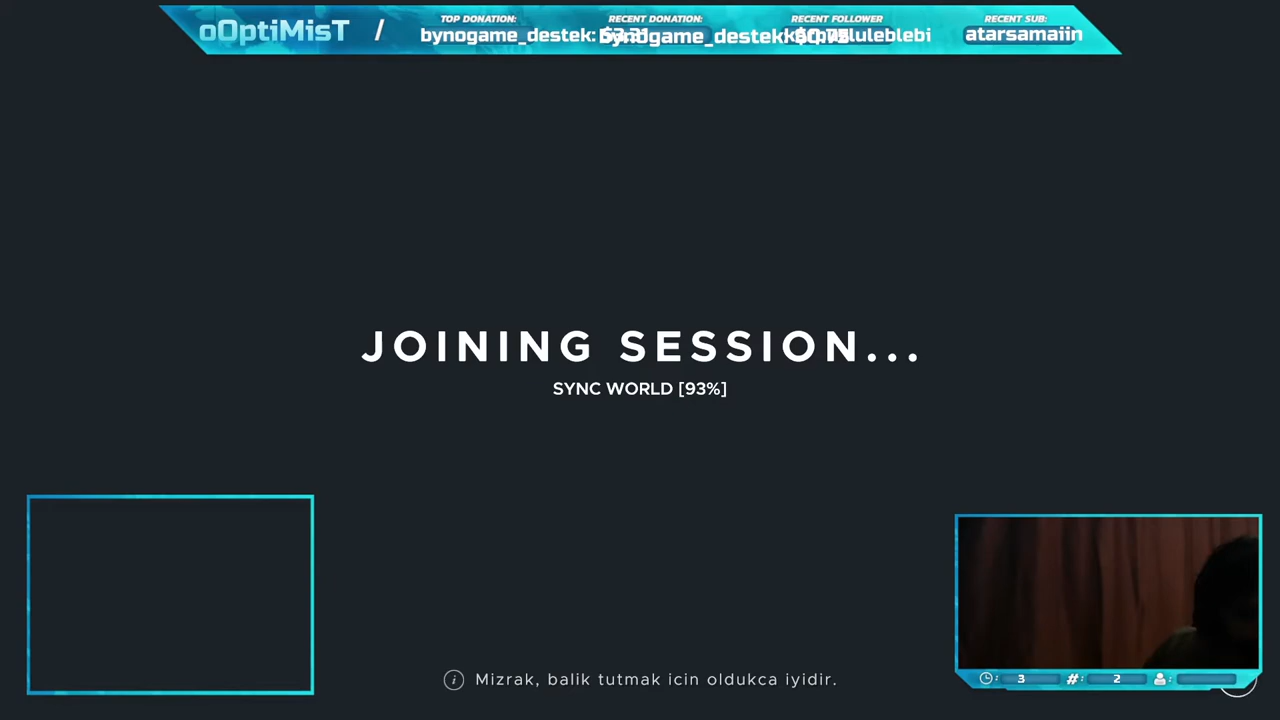 oOptiMisT /
TOP DONATION:
bynogame_destek:
RECENT DONATION:
bynogame_destek:
RECENT FOLLOWER
RECENT SUB:
atarsamaiin
JOINING SESSION...
SYNC WORLD [93%]
Mizrak, balik tutmak icin oldukca iyidir.
: 3 #: 2 :